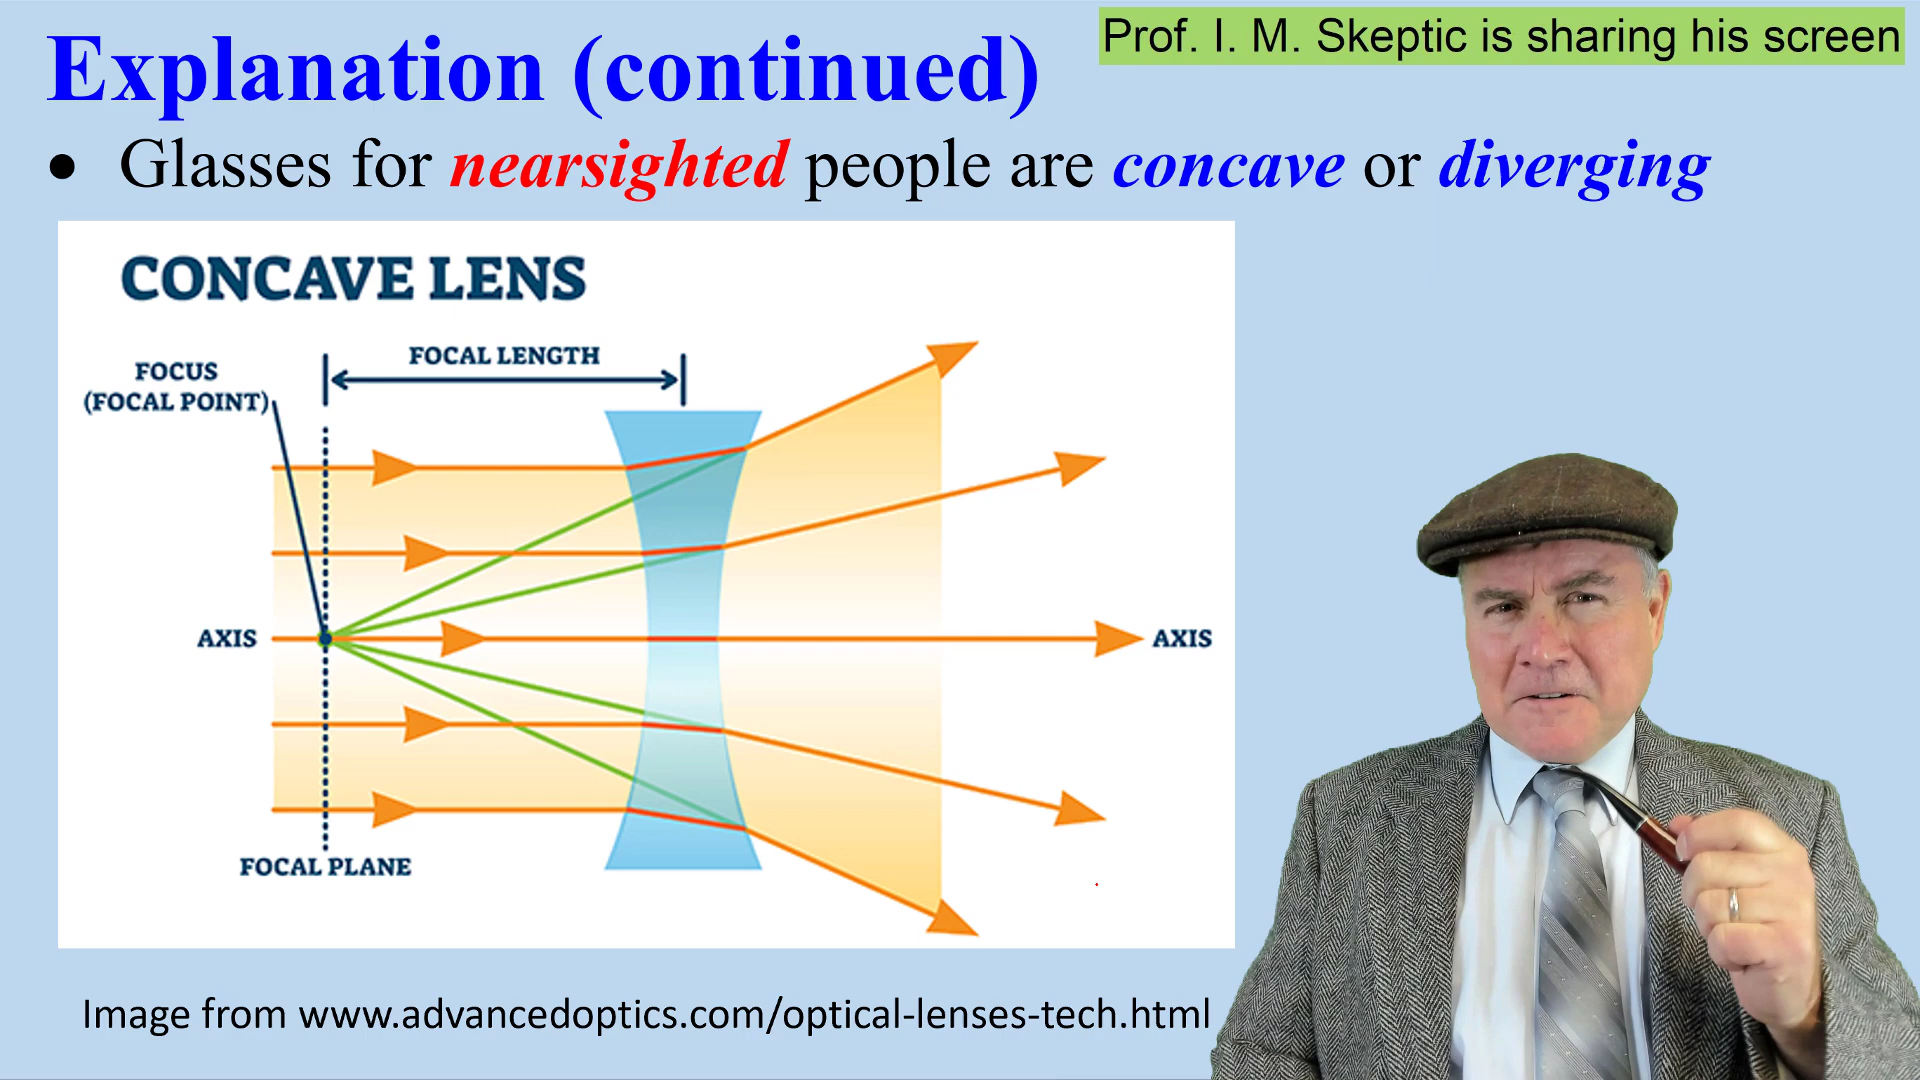 Prof. I. M. Skeptic is sharing his screen
Explanation (continued)
• Glasses for nearsighted people are concave or diverging
CONCAVE LENS
FOCAL LENGTH
FOCUS
(FOCAL POINT)
AXIS
AXIS
FOCAL PLANE
Image from www.advancedoptics.com/optical-lenses-tech.html